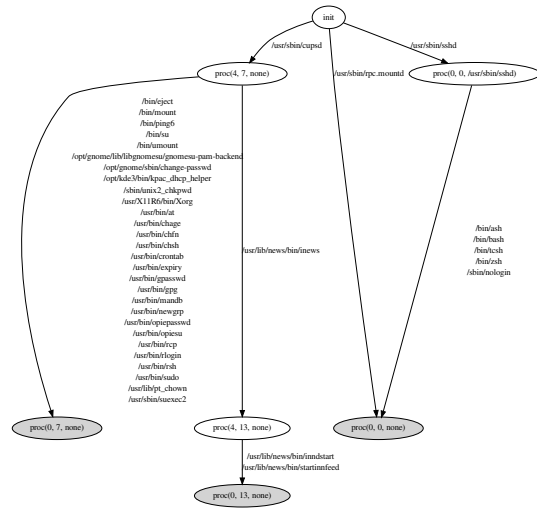 init
/usr/sbin/cupsd
/usr/sbin/sshd
/usr/sbin/rpc.mountd
proc(4, 7, none)
proc(0, 0, /usr/sbin/sshd)
/bin/eject
/bin/mount
/bin/ping6
/bin/su
/bin/umount
/opt/gnome/lib/libgnomesu/gnomesu-pam-backend
/opt/gnome/sbin/change-passwd
/opt/kde3/bin/kpac_dhcp_helper
/sbin/unix2_chkpwd
/usr/X11R6/bin/Xorg
/usr/bin/at
/usr/bin/chage
/usr/bin/chfn
/usr/bin/chsh
/usr/bin/crontab
/usr/bin/expiry
/usr/bin/gpasswd
/usr/bin/gpg
/usr/bin/mandb
/usr/bin/newgrp
/usr/bin/opiepasswd
/usr/bin/opiesu
/usr/bin/rcp
/usr/bin/rlogin
/usr/bin/rsh
/usr/bin/sudo
/usr/lib/pt_chown
/usr/sbin/suexec2
/usr/lib/news/bin/inews
/bin/ash
/bin/bash
/bin/tcsh
/bin/zsh
/sbin/nologin
proc(0, 7, none)
proc(4, 13, none)
proc(0, 0, none)
/usr/lib/news/bin/inndstart
/usr/lib/news/bin/startinnfeed
proc(0, 13, none)